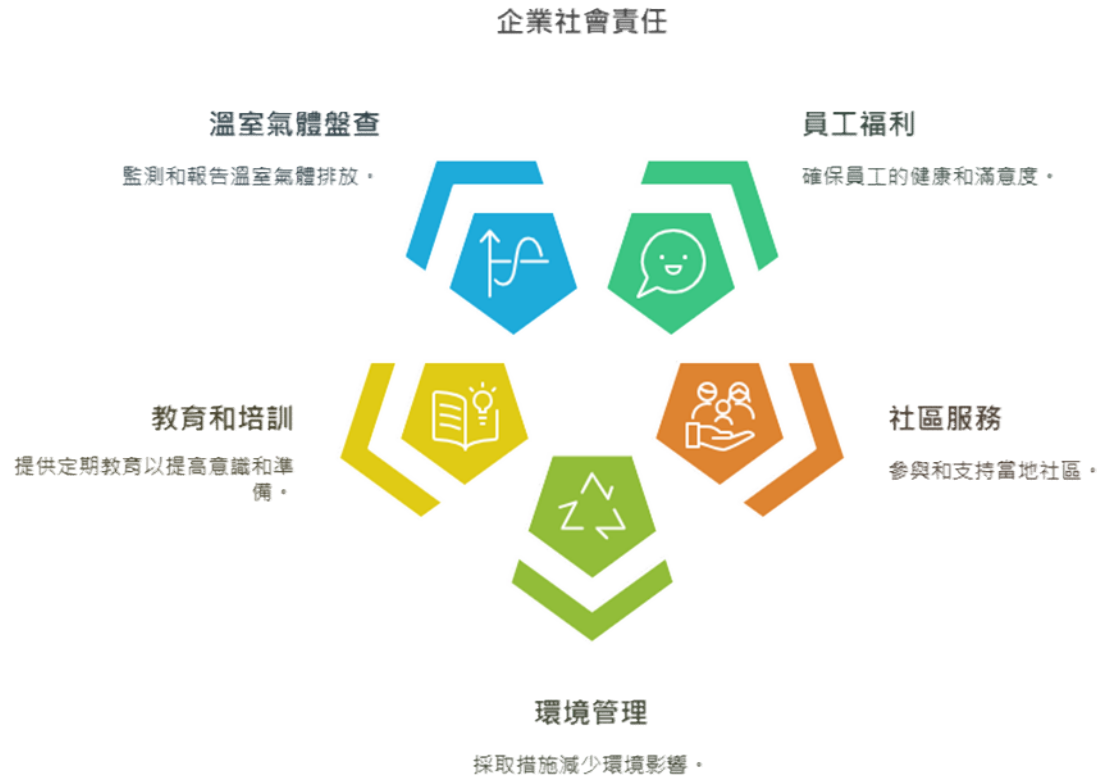 企業社會責任
溫室氣體盤查
監測和報告溫室氣體排放。
員工福利
確保員工的健康和滿意度。
教育和培訓
提供定期教育以提高意識和準
備。
社區服務
參與和支持當地社區。
環境管理
採取措施減少環境影響。